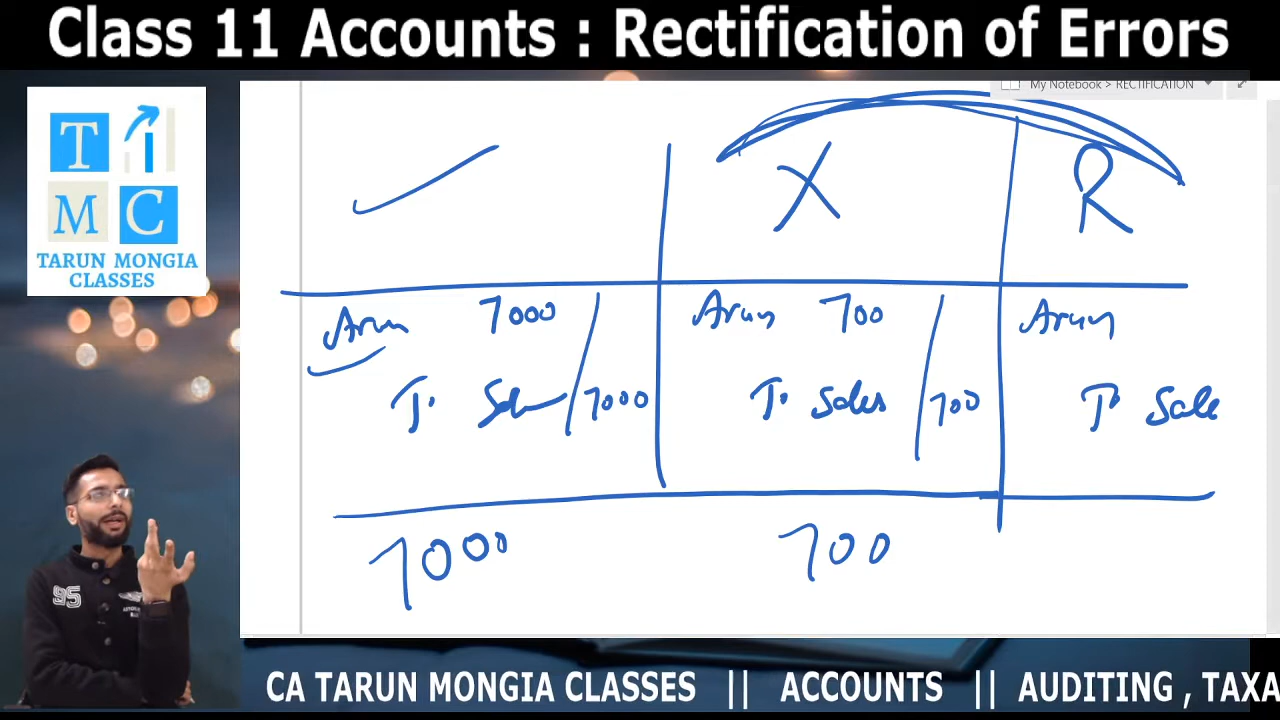 Class 11 Accounts : Rectification of Errors
My Notebook > RECTIFICATION
T
M C
TARUN MONGIA
CLASSES
X R
Arun 7000 Arun 700 Arun
To 7000 To Sales 700 To Sale
7000 700
95
CA TARUN MONGIA CLASSES || ACCOUNTS || AUDITING , TAXA